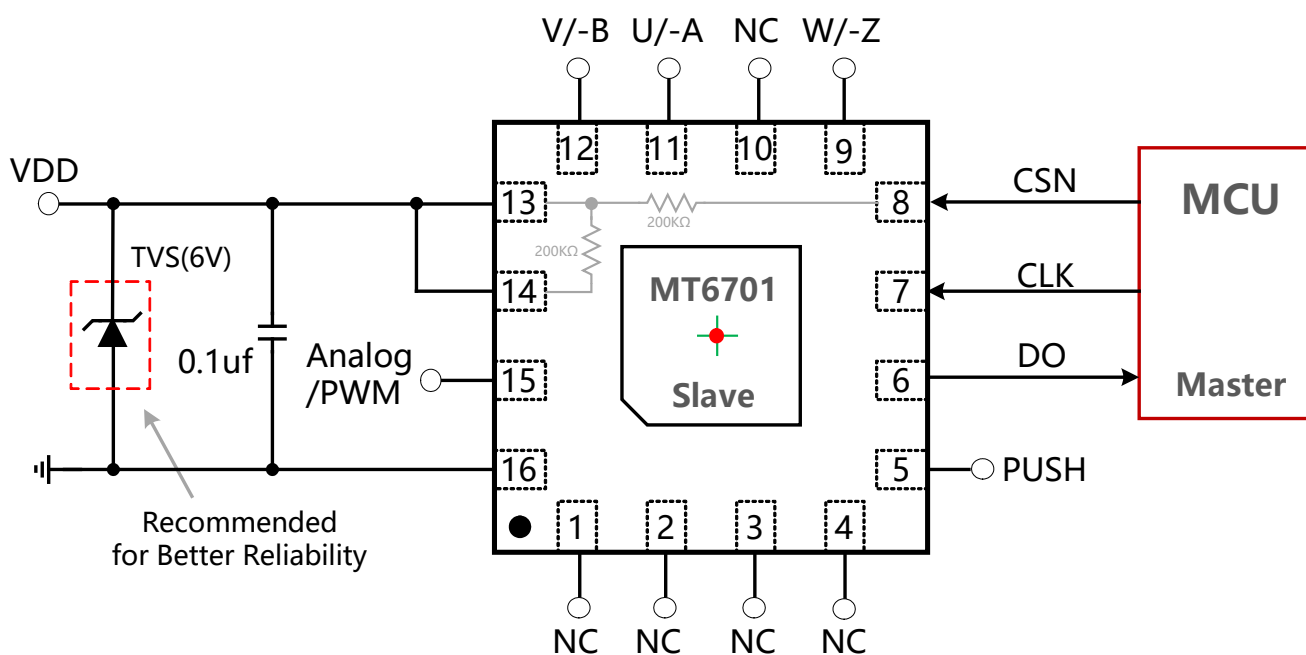 V/-B
U/-A
NC
W/-Z
12
11
10
9
VDD
13
200KΩ
8
CSN
MCU
TVS(6V)
200KΩ
14
MT6701
7
CLK
0.1uf
Analog
/PWM
15
Slave
6
DO
Master
16
5
PUSH
Recommended
for Better Reliability
1
2
3
4
NC
NC
NC
NC